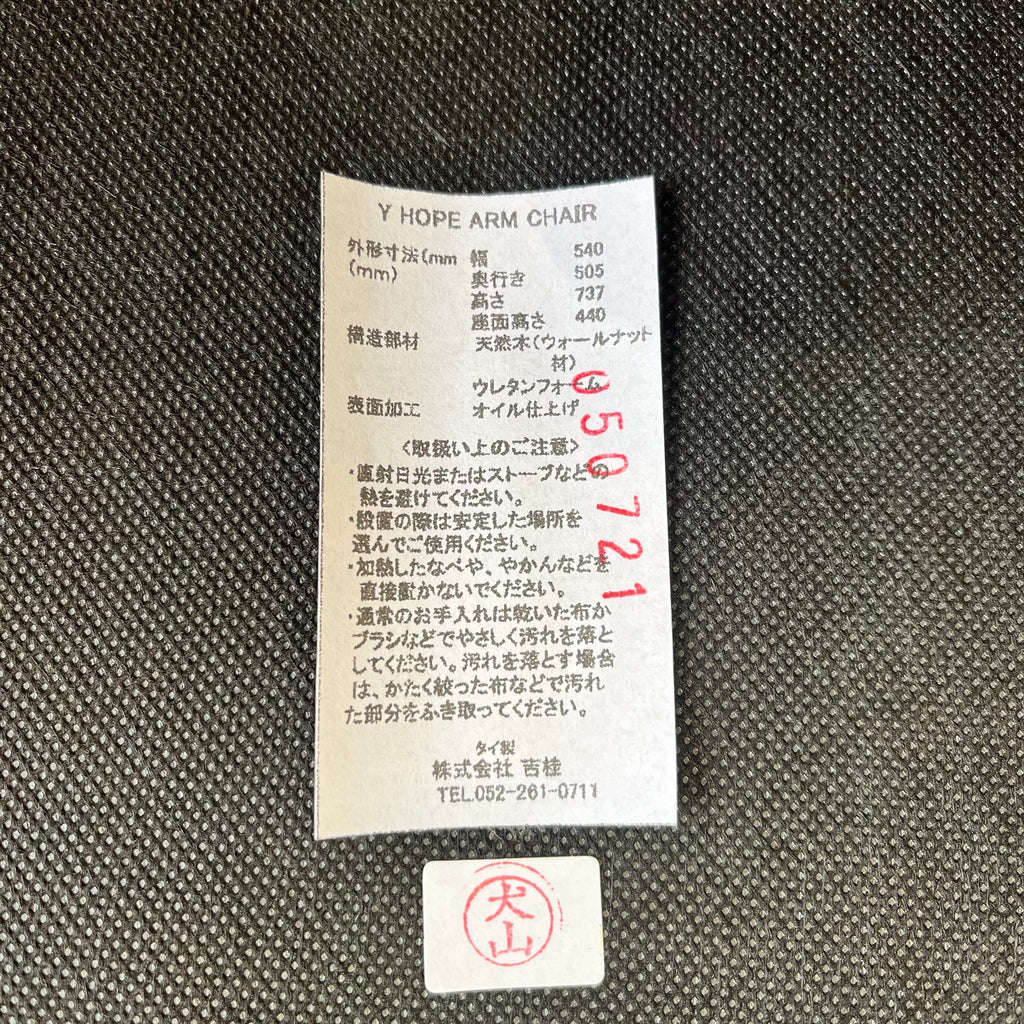 Y HOPE ARM CHAIR
外形寸法(mm 幅 540
(mm) 奥行き 505
高さ 737
座面高さ 440
構造部材 天然木(ウォールナット
材)
ウレタンフォーム
表面加工 オイル仕上げ
<取扱い上のご注意>
・直射日光またはストーブなどの
熱を避けてください。
・設置の際は安定した場所を
選んでご使用ください。
・加熱したなべや、やかんなどを
直接置かないでください。
・通常のお手入れは乾いた布か
ブラシなどでやさしく汚れを落と
してください。汚れを落とす場合
は、かたく絞った布などで汚れ
た部分をふき取ってください。
タイ製
株式会社 吉桂
TEL.052-261-0711
050721
犬山